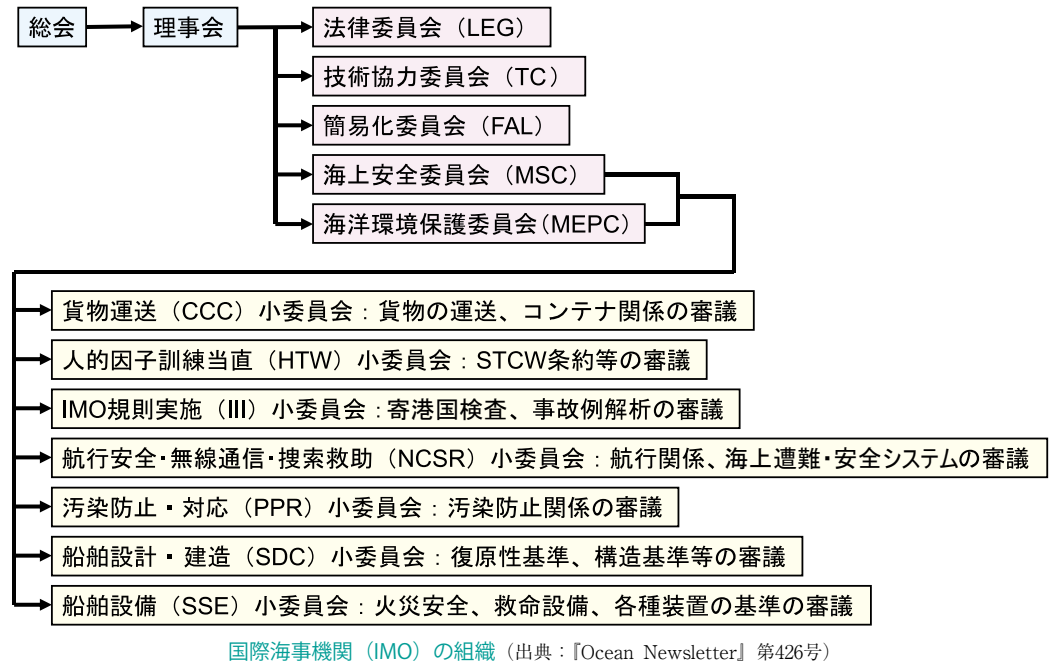 総会
理事会
法律委員会（LEG）
技術協力委員会（TC）
簡易化委員会（FAL）
海上安全委員会（MSC）
海洋環境保護委員会（MEPC）
貨物運送（CCC）小委員会：貨物の運送、コンテナ関係の審議
人的因子訓練当直（HTW）小委員会：STCW条約等の審議
IMO規則実施（III）小委員会：寄港国検査、事故例解析の審議
航行安全・無線通信・捜索救助（NCSR）小委員会：航行関係、海上遭難・安全システムの審議
汚染防止・対応（PPR）小委員会：汚染防止関係の審議
船舶設計・建造（SDC）小委員会：復原性基準、構造基準等の審議
船舶設備（SSE）小委員会：火災安全、救命設備、各種装置の基準の審議
国際海事機関（IMO）の組織（出典：『Ocean Newsletter』第426号）